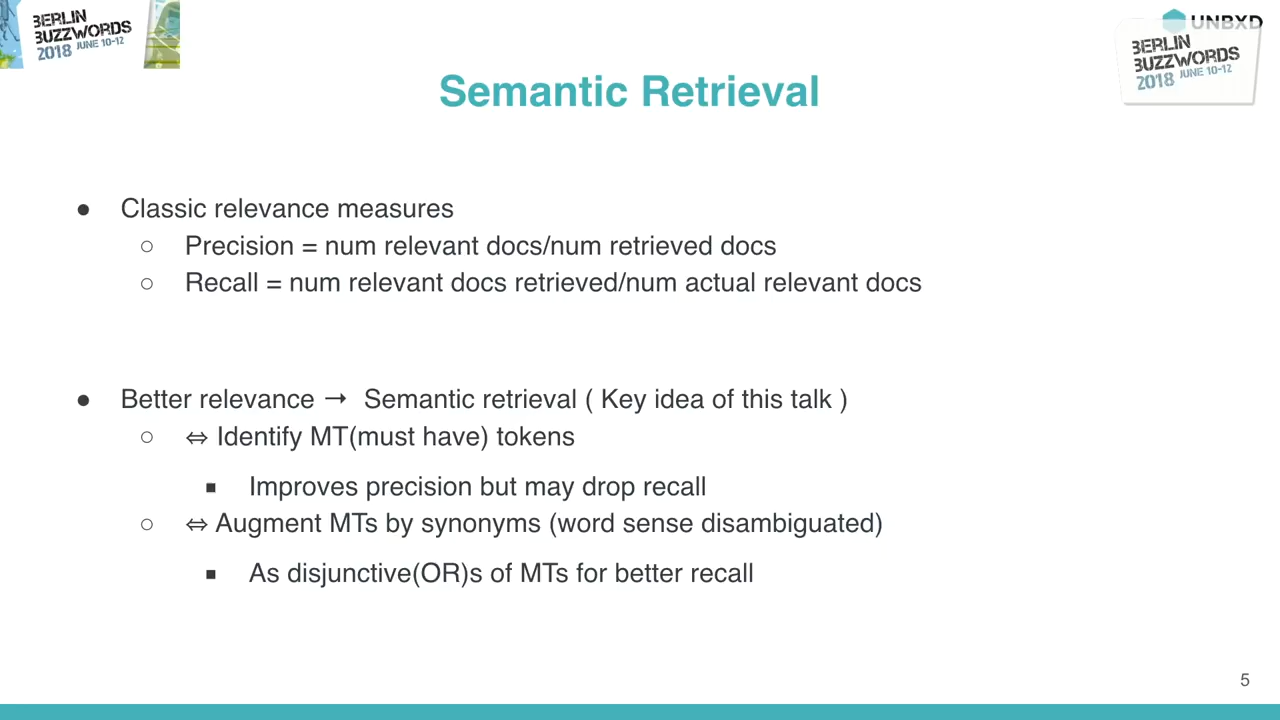 BERLIN
BUZZWORDS
2018 JUNE 10-12
UNBXD
BERLIN
BUZZWORDS
2018 JUNE 10-12
Semantic Retrieval
● Classic relevance measures
○ Precision = num relevant docs/num retrieved docs
○ Recall = num relevant docs retrieved/num actual relevant docs
● Better relevance → Semantic retrieval ( Key idea of this talk )
○ ⇔ Identify MT(must have) tokens
■ Improves precision but may drop recall
○ ⇔ Augment MTs by synonyms (word sense disambiguated)
■ As disjunctive(OR)s of MTs for better recall
5